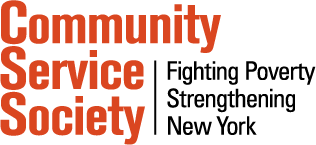 Community
Service
Society
Fighting Poverty
Strengthening
New York